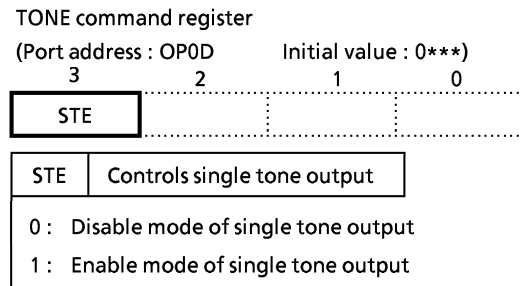 TONE command register
(Port address : OP0D Initial value : 0***)
3 2 1 0
STE
STE Controls single tone output
0 : Disable mode of single tone output
1 : Enable mode of single tone output